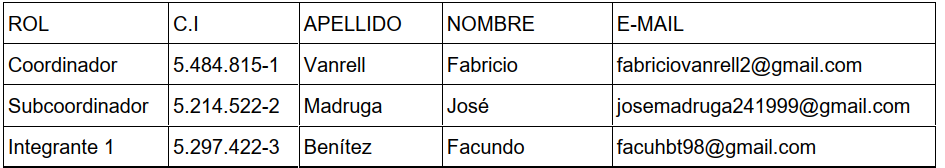 ROL C.I APELLIDO NOMBRE E-MAIL
Coordinador 5.484.815-1 Vanrell Fabricio fabriciovanrell2@gmail.com
Subcoordinador 5.214.522-2 Madruga José josemadruga241999@gmail.com
Integrante 1 5.297.422-3 Benítez Facundo facuhbt98@gmail.com